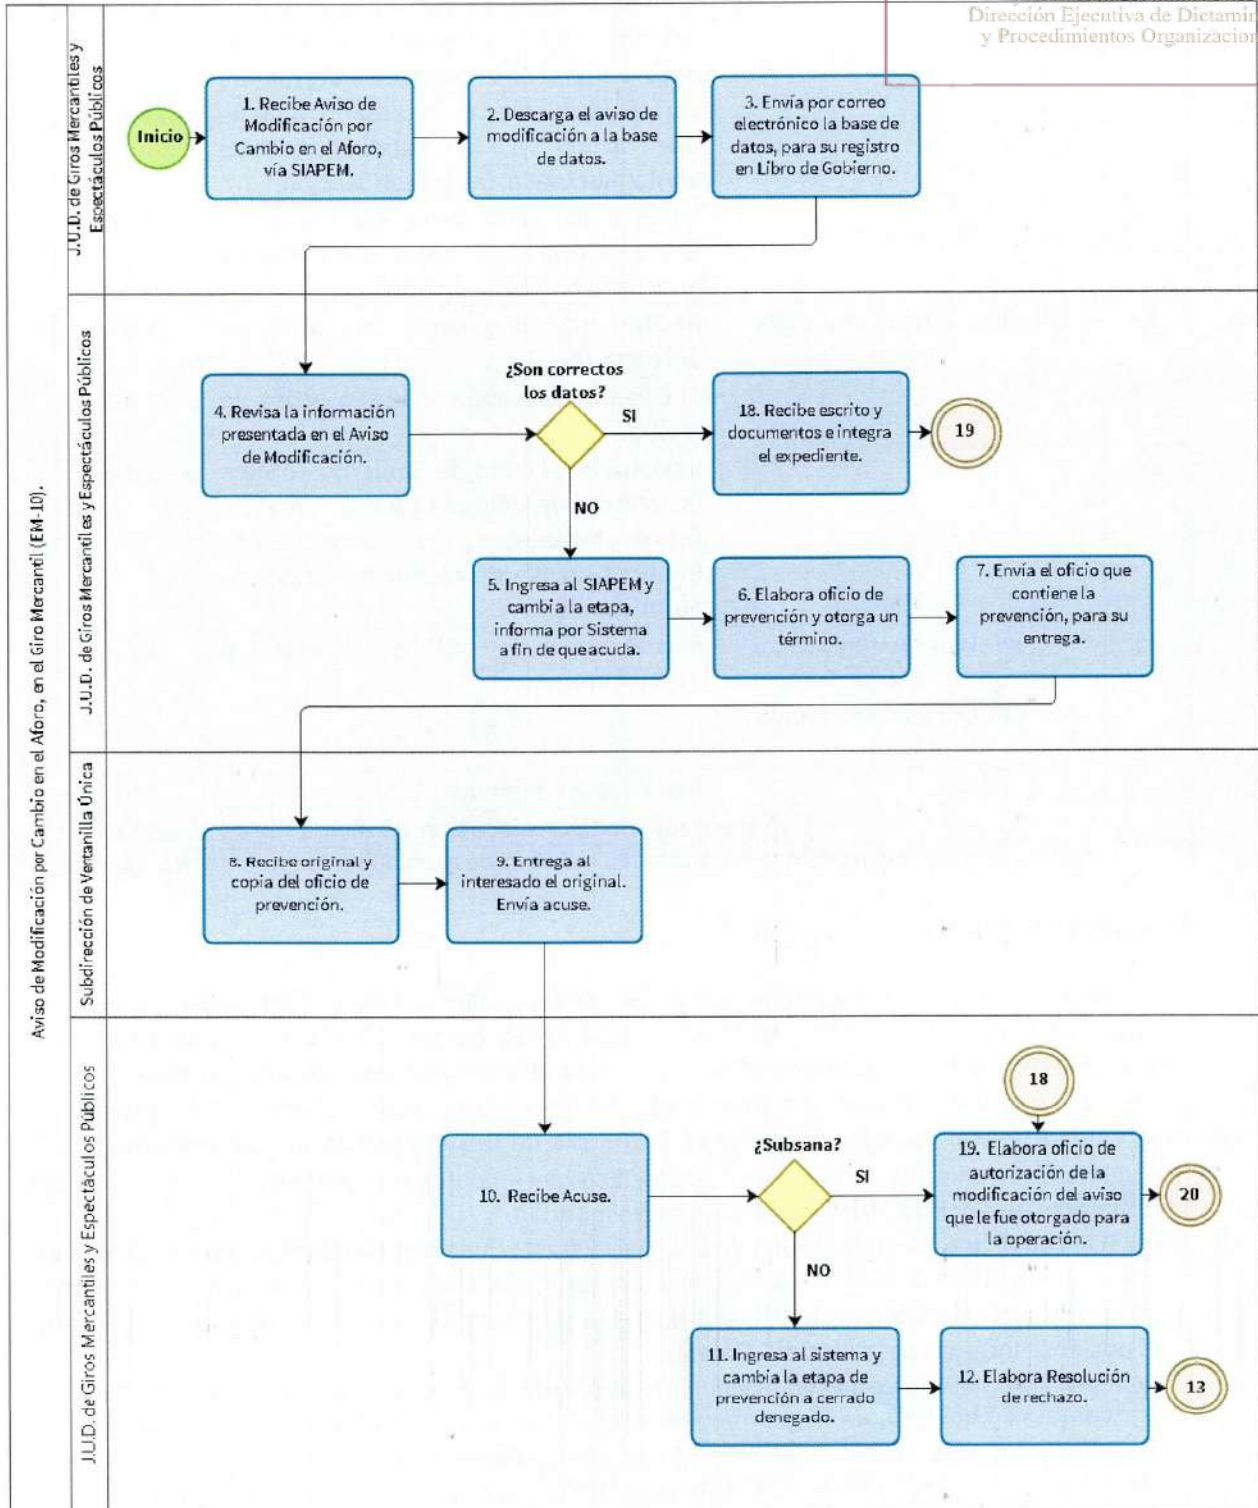 Dirección Ejecutiva de
y Procedimientos
Aviso de Modificación por Cambio en el Aforo, en el Giro Mercantil (EM-10).
J.U.D. de Giros Mercantiles y
Espectáculos Públicos
Inicio
1. Recibe Aviso de
Modificación por
Cambio en el Aforo,
vía SIAPEM.
2. Descarga el aviso de
modificación a la base
de datos.
3. Envía por correo
electrónico la base de
datos, para su registro
en Libro de Gobierno.
J.U.D. de Giros Mercantiles y Espectáculos Públicos
4. Revisa la información
presentada en el Aviso
de Modificación.
¿Son correctos
los datos?
SI
18. Recibe escrito y
documentos e integra
el expediente.
19
NO
5. Ingresa al SIAPEM y
cambia la etapa,
informa por Sistema
a fin de que acuda.
6. Elabora oficio de
prevención y otorga un
término.
7. Envía el oficio que
contiene la
prevención, para su
entrega.
Subdirección de Ventanilla Única
8. Recibe original y
copia del oficio de
prevención.
9. Entrega al
interesado el original.
Envía acuse.
J.U.D. de Giros Mercantiles y Espectáculos Públicos
18
10. Recibe Acuse.
¿Subsana?
SI
19. Elabora oficio de
autorización de la
modificación del aviso
que le fue otorgado para
la operación.
20
NO
11. Ingresa al sistema y
cambia la etapa de
prevención a cerrado
denegado.
12. Elabora Resolución
de rechazo.
13